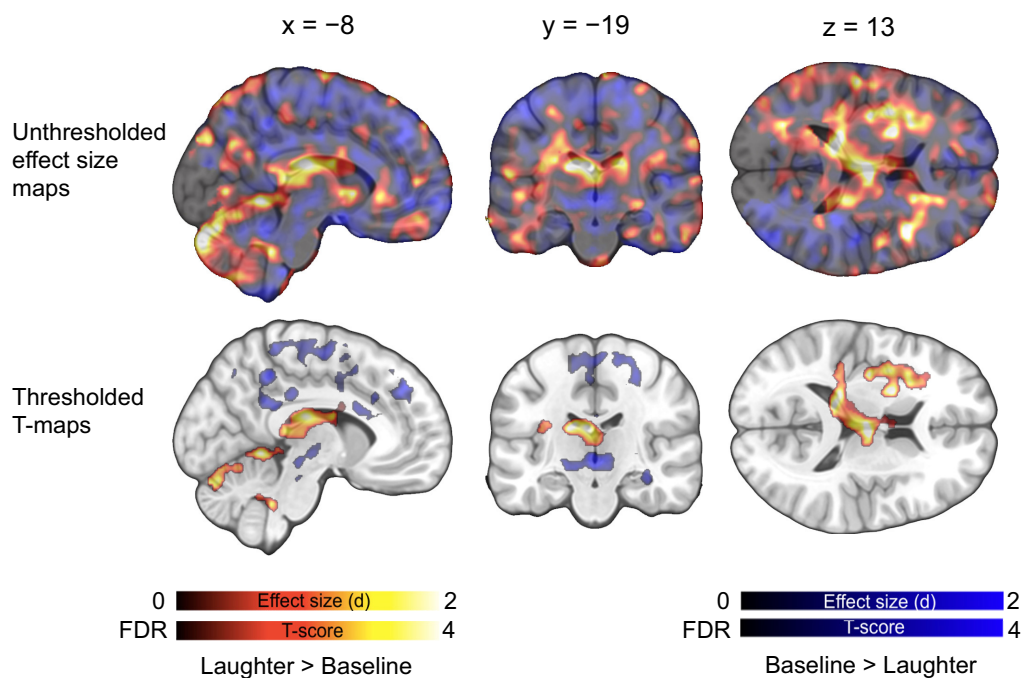 x = −8
y = −19
z = 13
Unthresholded
effect size
maps
Thresholded
T-maps
0 Effect size (d) 2
FDR T-score 4
Laughter > Baseline
0 Effect size (d) 2
FDR T-score 4
Baseline > Laughter